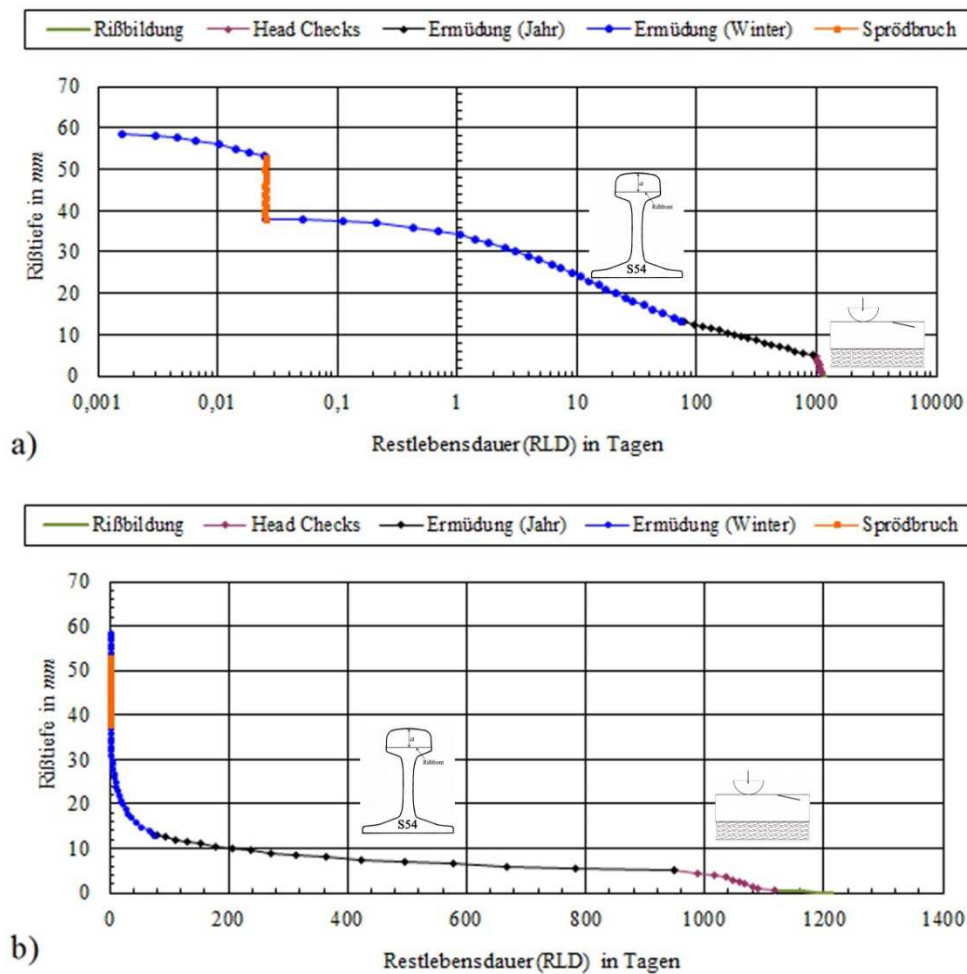 Rißbildung Head Checks Ermüdung (Jahr) Ermüdung (Winter) Sprödbruch
70
60
50
40
30
20
10
0
Rißtiefe in mm
a
Rißfront
S54
0,001 0,01 0,1 1 10 100 1000 10000
Restlebensdauer(RLD) in Tagen
a)
Rißbildung Head Checks Ermüdung (Jahr) Ermüdung (Winter) Sprödbruch
70
60
50
40
30
20
10
0
Rißtiefe in mm
a
Rißfront
S54
0 200 400 600 800 1000 1200 1400
Restlebensdauer(RLD) in Tagen
b)